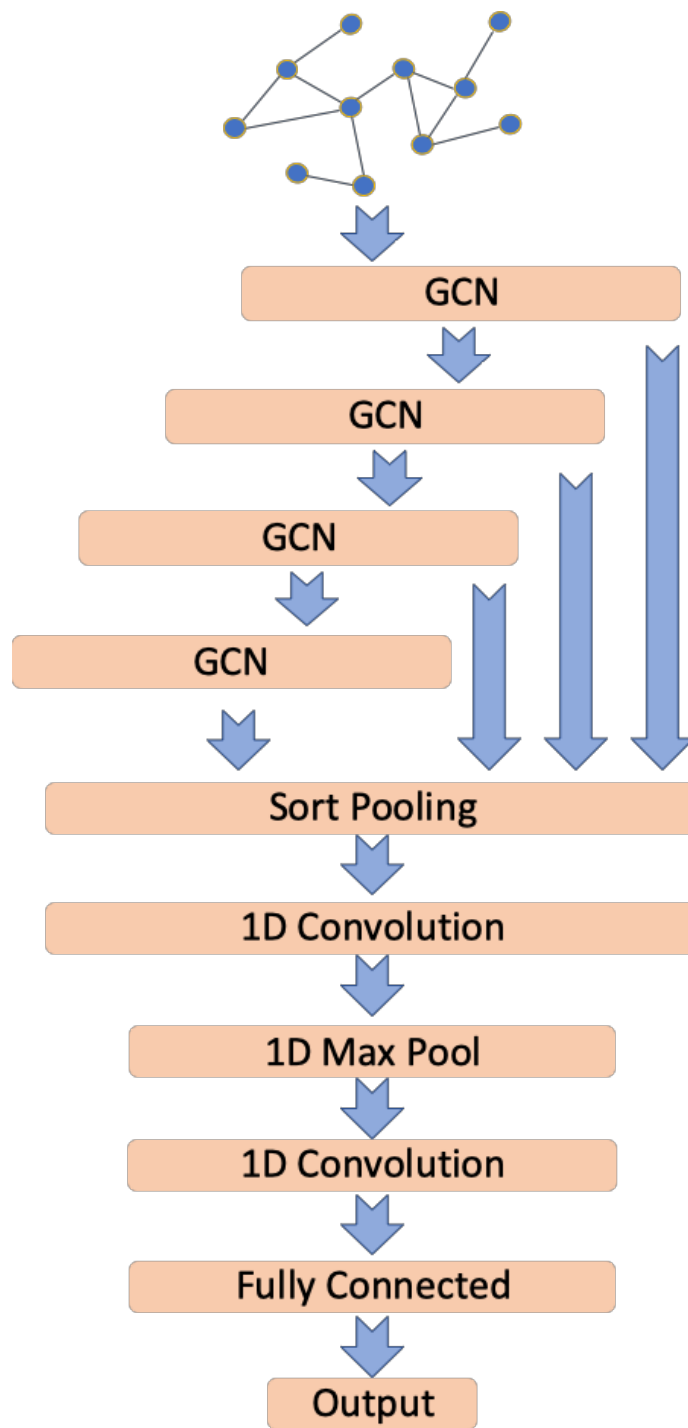 GCN
GCN
GCN
GCN
Sort Pooling
1D Convolution
1D Max Pool
1D Convolution
Fully Connected
Output